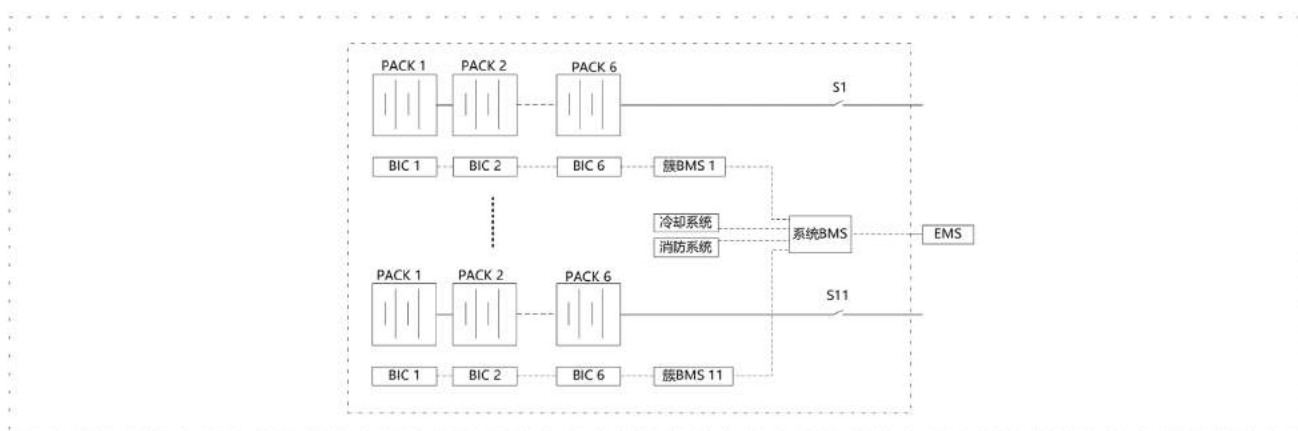 PACK 1 PACK 2 PACK 6
S1
BIC 1 BIC 2 BIC 6 簇BMS 1
冷却系统
系统BMS EMS
消防系统
PACK 1 PACK 2 PACK 6
S11
BIC 1 BIC 2 BIC 6 簇BMS 11